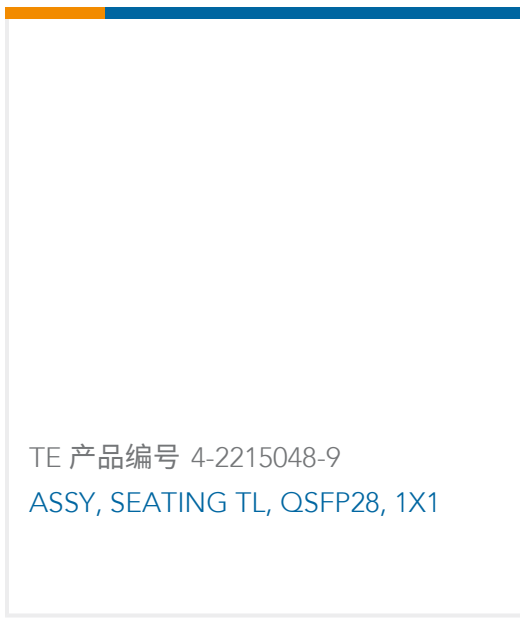 TE 产品编号 4-2215048-9
ASSY, SEATING TL, QSFP28, 1X1